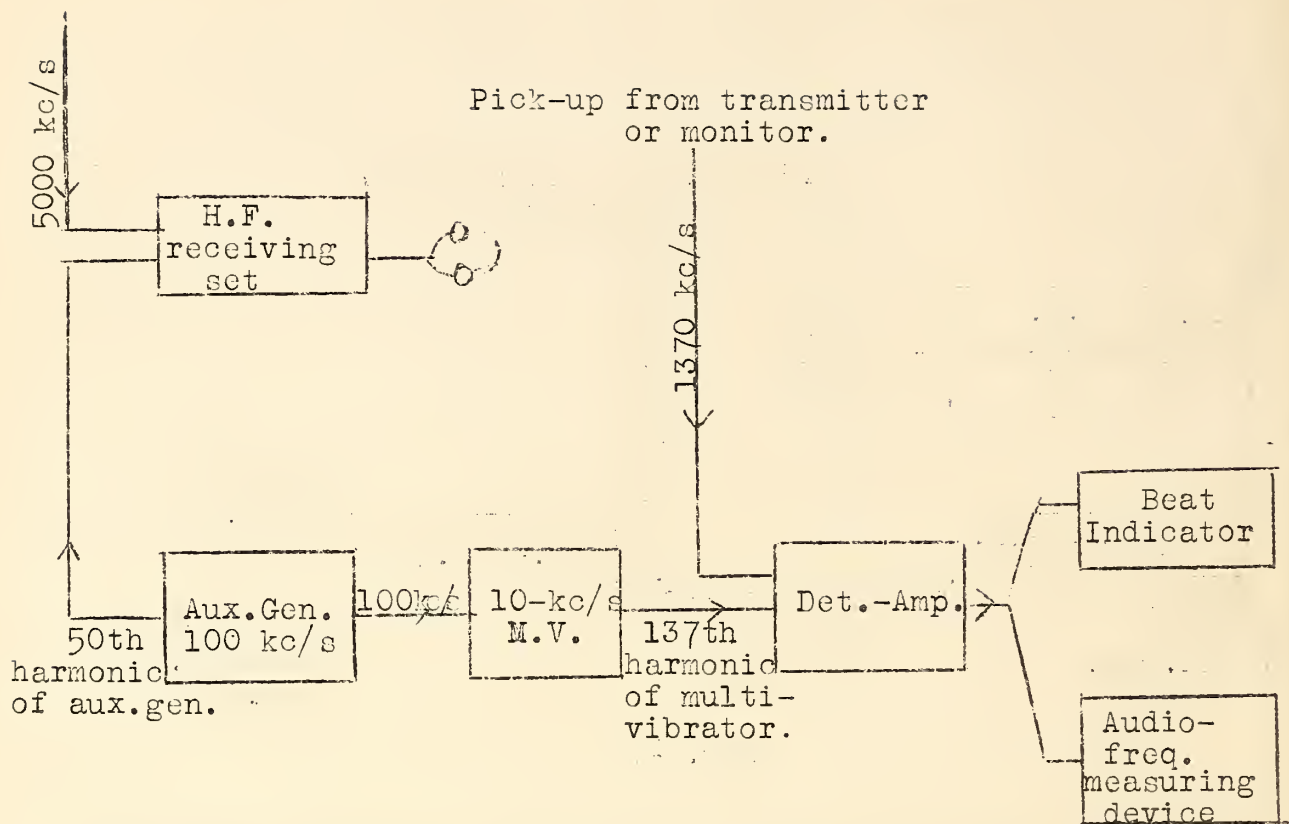 5000 kc/s
Pick-up from transmitter
or monitor.
H.F.
receiving
set
1370 kc/s
Beat
Indicator
Aux.Gen.
100 kc/s
100kc/s
10-kc/s
M.V.
Det.-Amp.
50th
harmonic
of aux.gen.
137th
harmonic
of multi-
vibrator.
Audio-
freq.
measuring
device